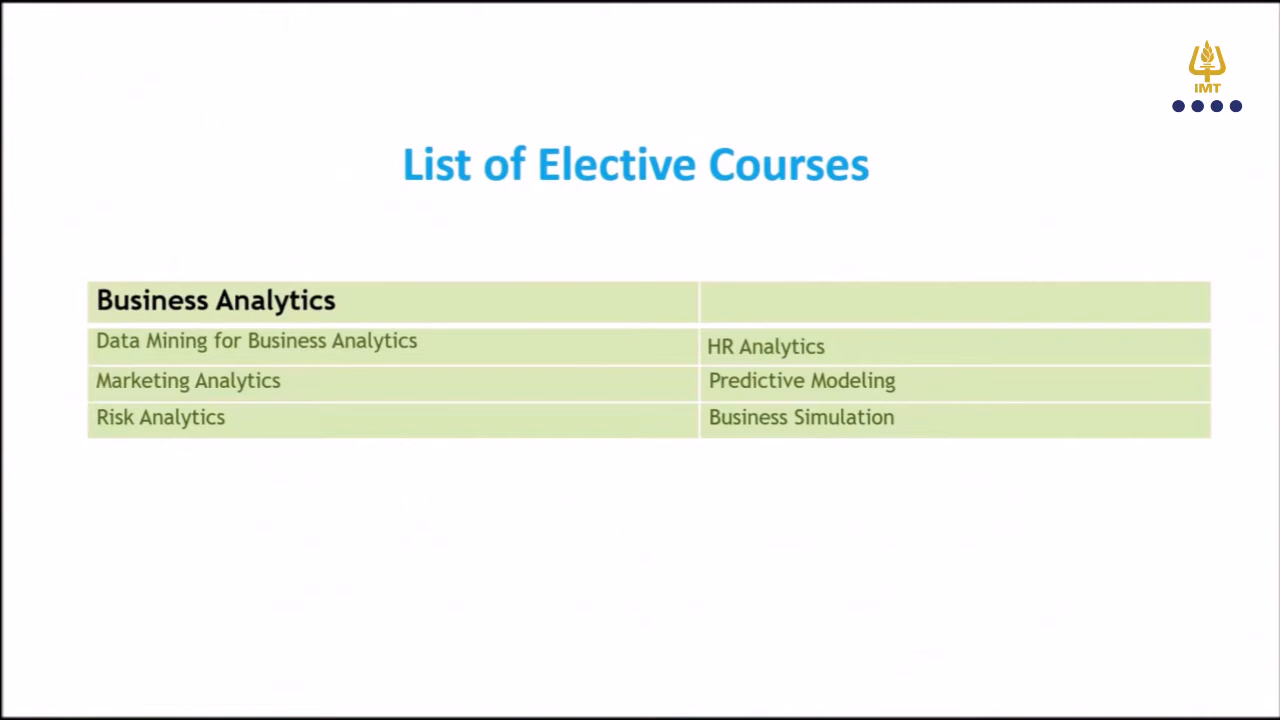 IMT
List of Elective Courses
Business Analytics
Data Mining for Business Analytics
HR Analytics
Marketing Analytics
Predictive Modeling
Risk Analytics
Business Simulation